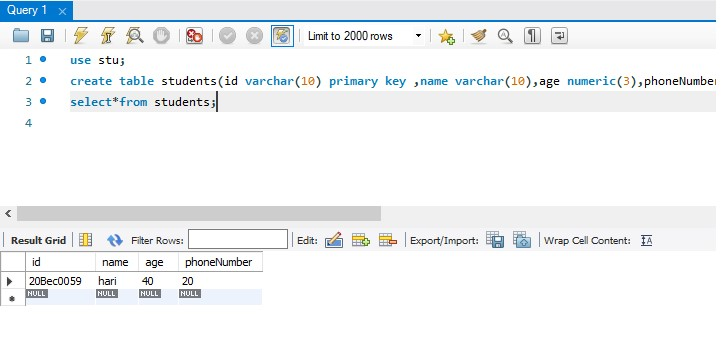 Query 1
Limit to 2000 rows
1 use stu;
2 create table students(id varchar(10) primary key ,name varchar(10),age numeric(3),phoneNumber
3 select*from students;
4
Result Grid Filter Rows: Edit: Export/Import: Wrap Cell Content: IA
id name age phoneNumber
20Bec0059 hari 40 20
NULL NULL NULL NULL